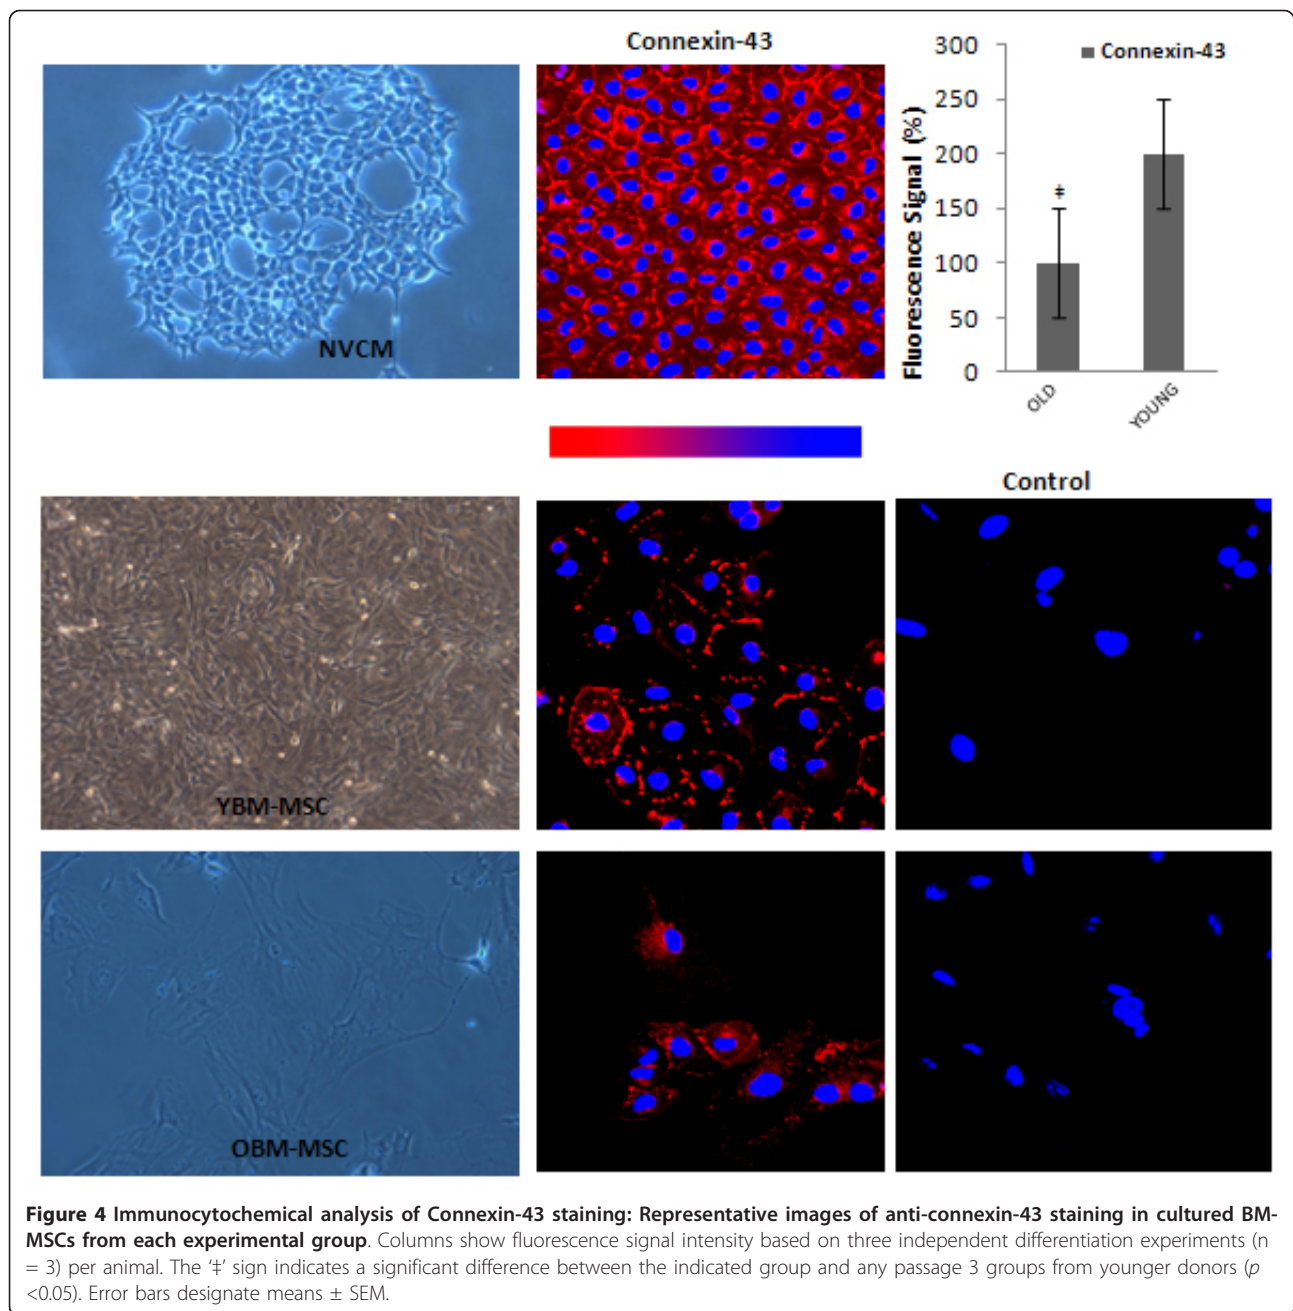 Connexin-43
300
Connexin-43
250
200
150
100
50
0
Fluorescence Signal (%)
‡
OLD
YOUNG
NVCM
Control
YBM-MSC
OBM-MSC
Figure 4 Immunocytochemical analysis of Connexin-43 staining: Representative images of anti-connexin-43 staining in cultured BM-
MSCs from each experimental group. Columns show fluorescence signal intensity based on three independent differentiation experiments (n
= 3) per animal. The ‘‡’ sign indicates a significant difference between the indicated group and any passage 3 groups from younger donors (p
<0.05). Error bars designate means ± SEM.